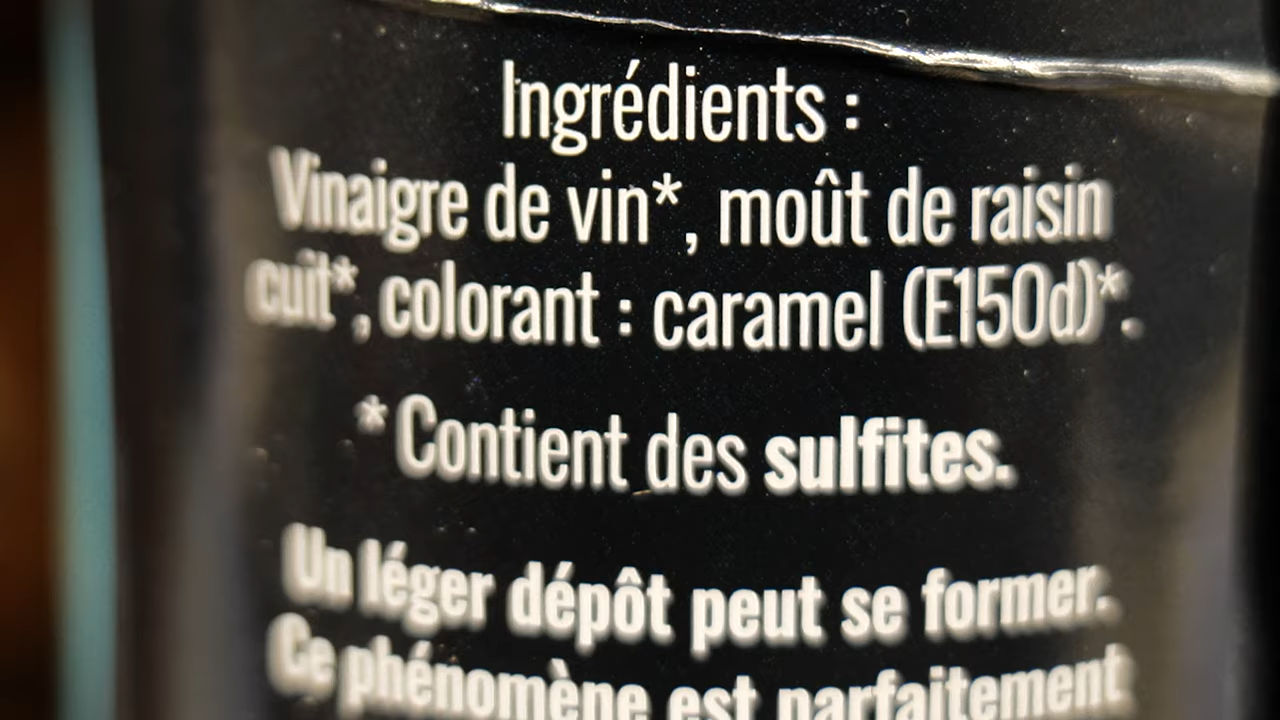 Ingrédients :
Vinaigre de vin*, moût de raisin
cuit*, colorant : caramel (E150d)*.
* Contient des sulfites.
Un léger dépôt peut se former.
Ce phénomène est parfaitement